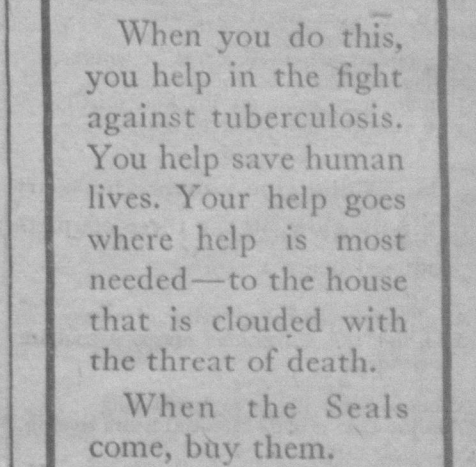 When you do this,
you help in the fight
against tuberculosis.
You help save human
lives. Your help goes
where help is most
needed—to the house
that is clouded with
the threat of death.
When the Seals
come, buy them.